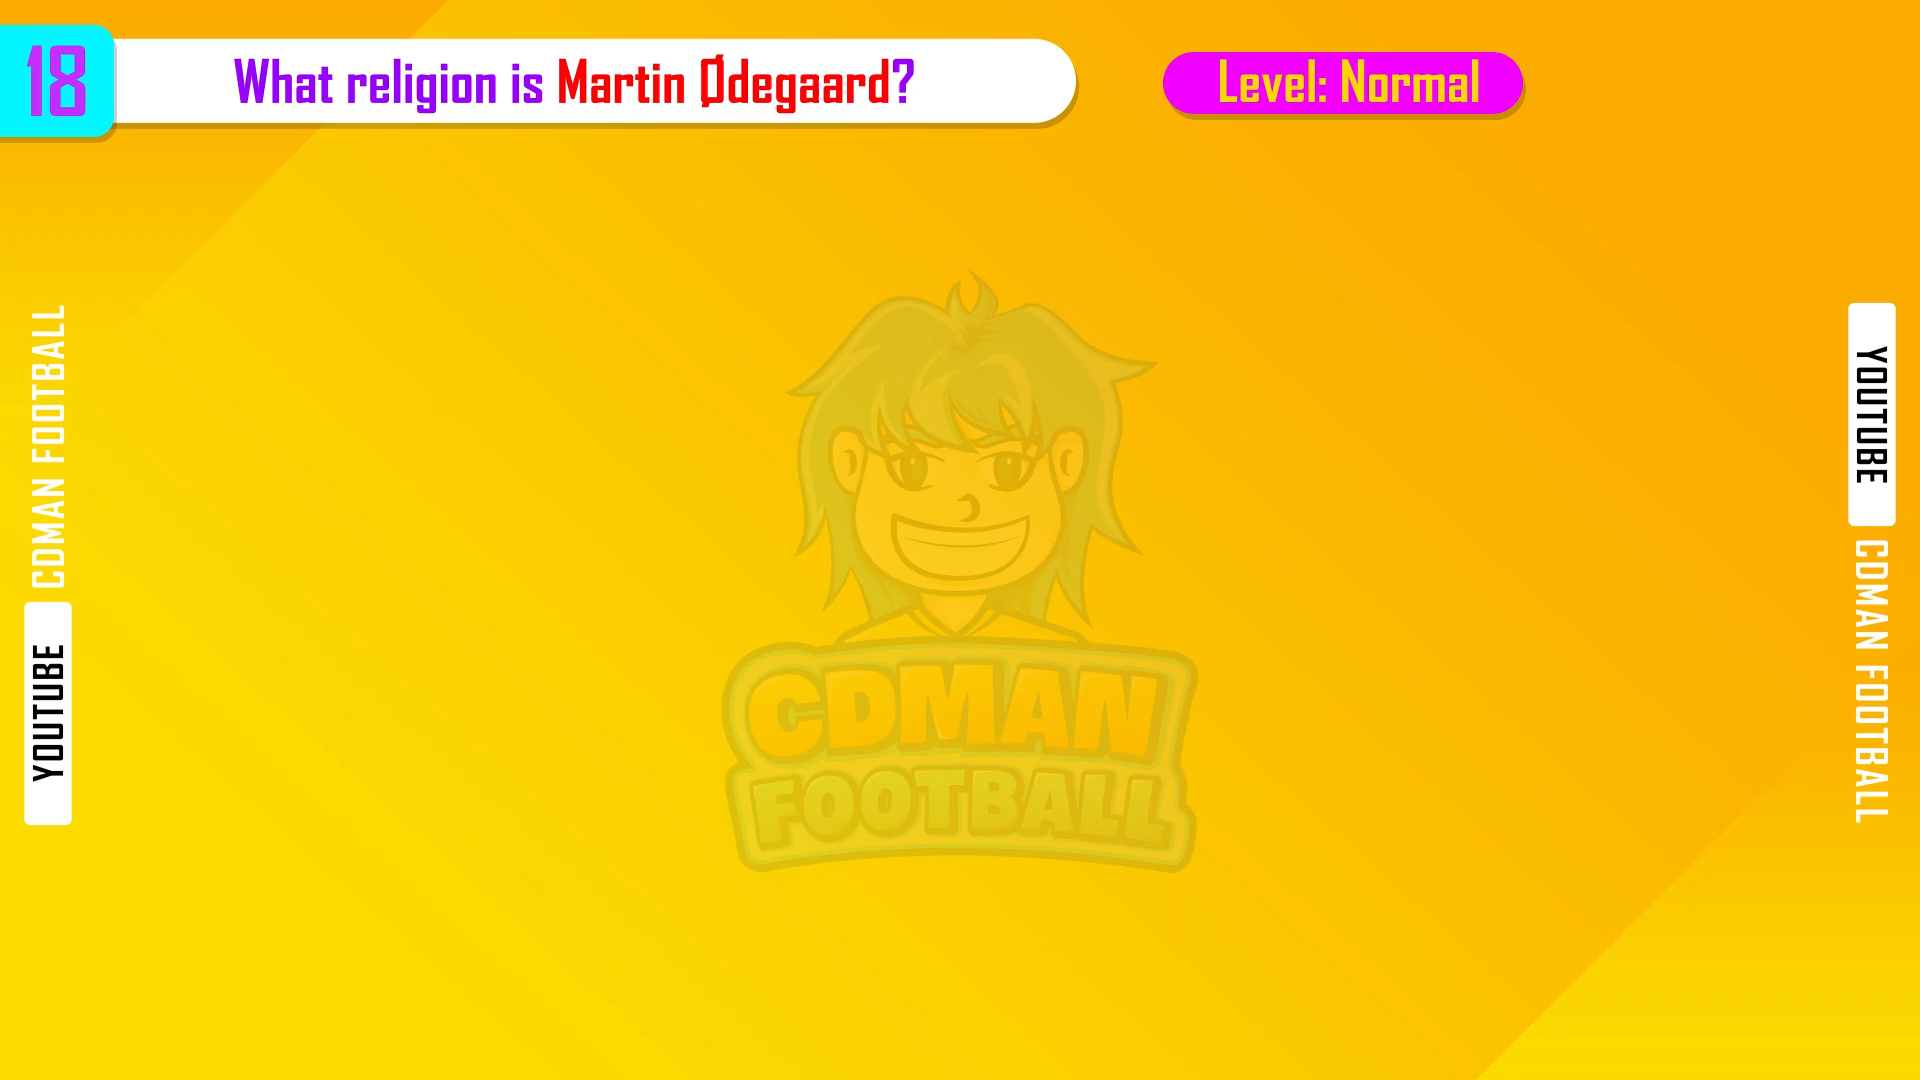 18
What religion is Martin Ødegaard?
Level: Normal
YOUTUBE CDMAN FOOTBALL
CDMAN
FOOTBALL
YOUTUBE CDMAN FOOTBALL